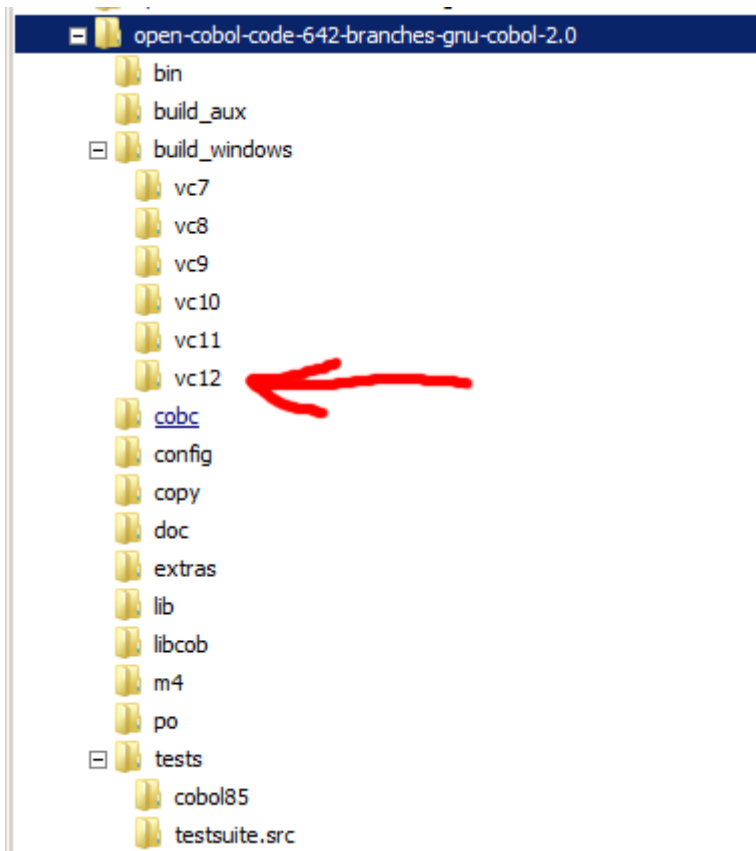 open-cobol-code-642-branches-gnu-cobol-2.0
bin
build_aux
build_windows
vc7
vc8
vc9
vc10
vc11
vc12
cobc
config
copy
doc
extras
lib
libcob
m4
po
tests
cobol85
testsuite.src